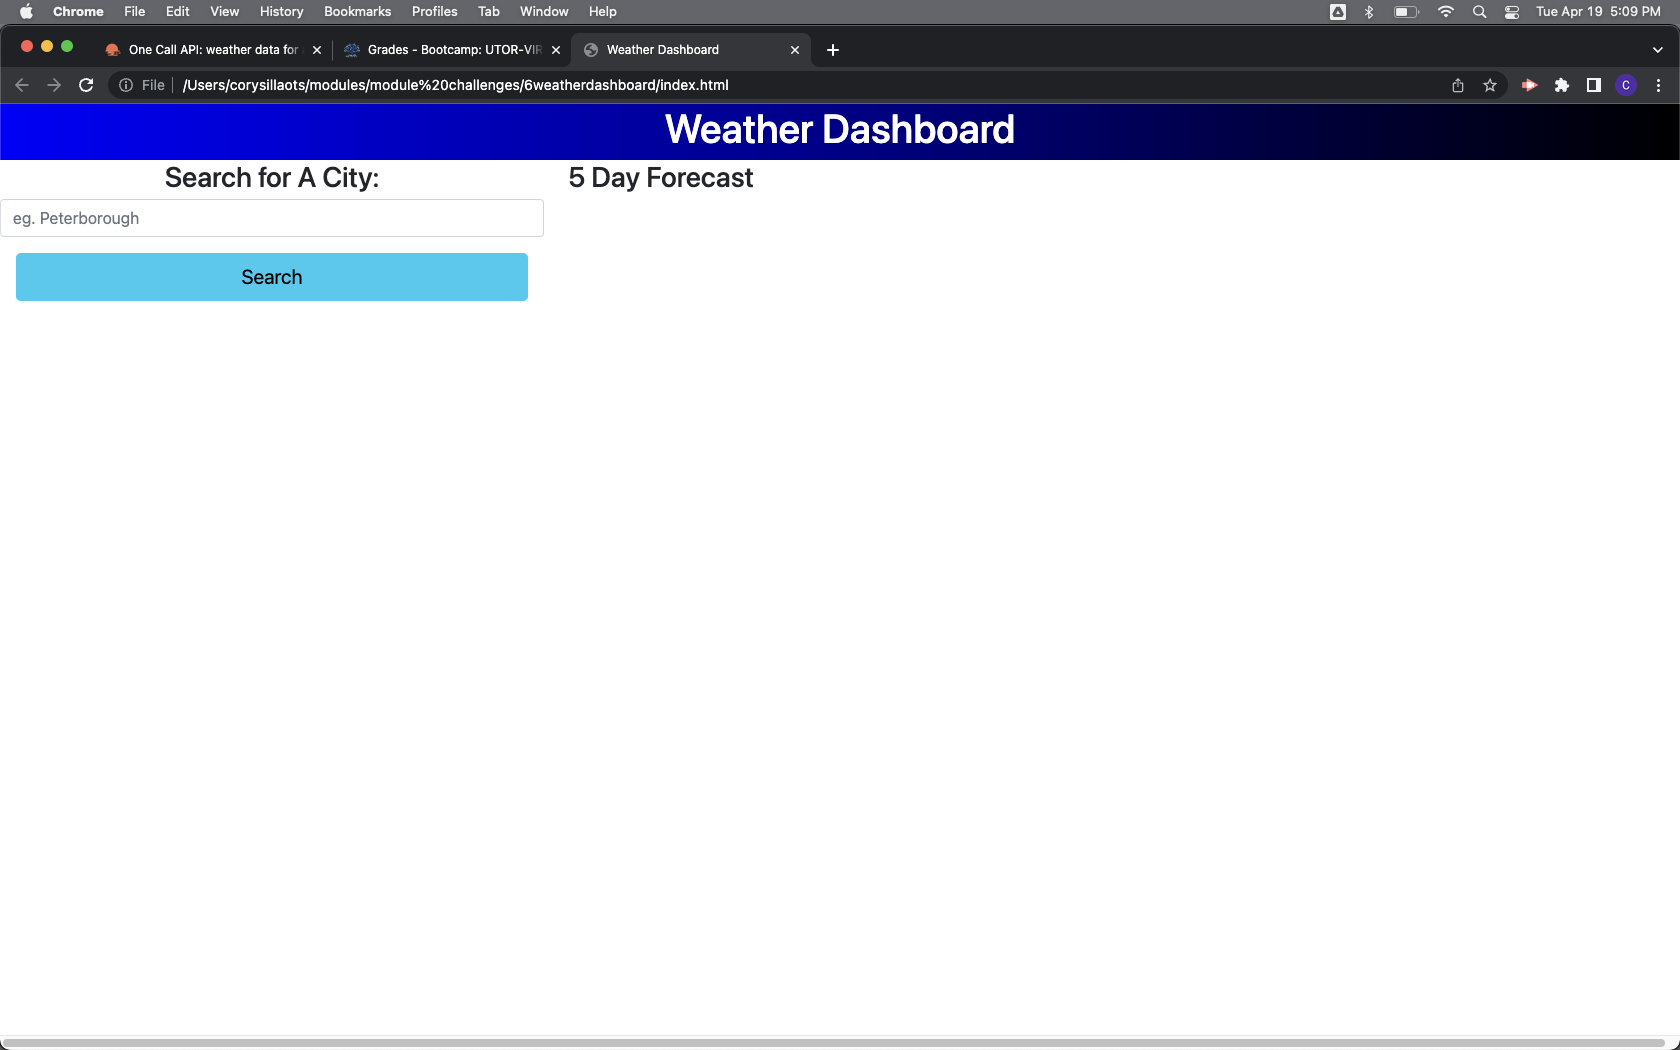 Chrome File Edit View History Bookmarks Profiles Tab Window Help Tue Apr 19 5:09 PM
One Call API: weather data for Grades - Bootcamp: UTOR-VIR Weather Dashboard
File /Users/corysillaots/modules/module%20challenges/6weatherdashboard/index.html C
Weather Dashboard
Search for A City: 5 Day Forecast
eg. Peterborough
Search